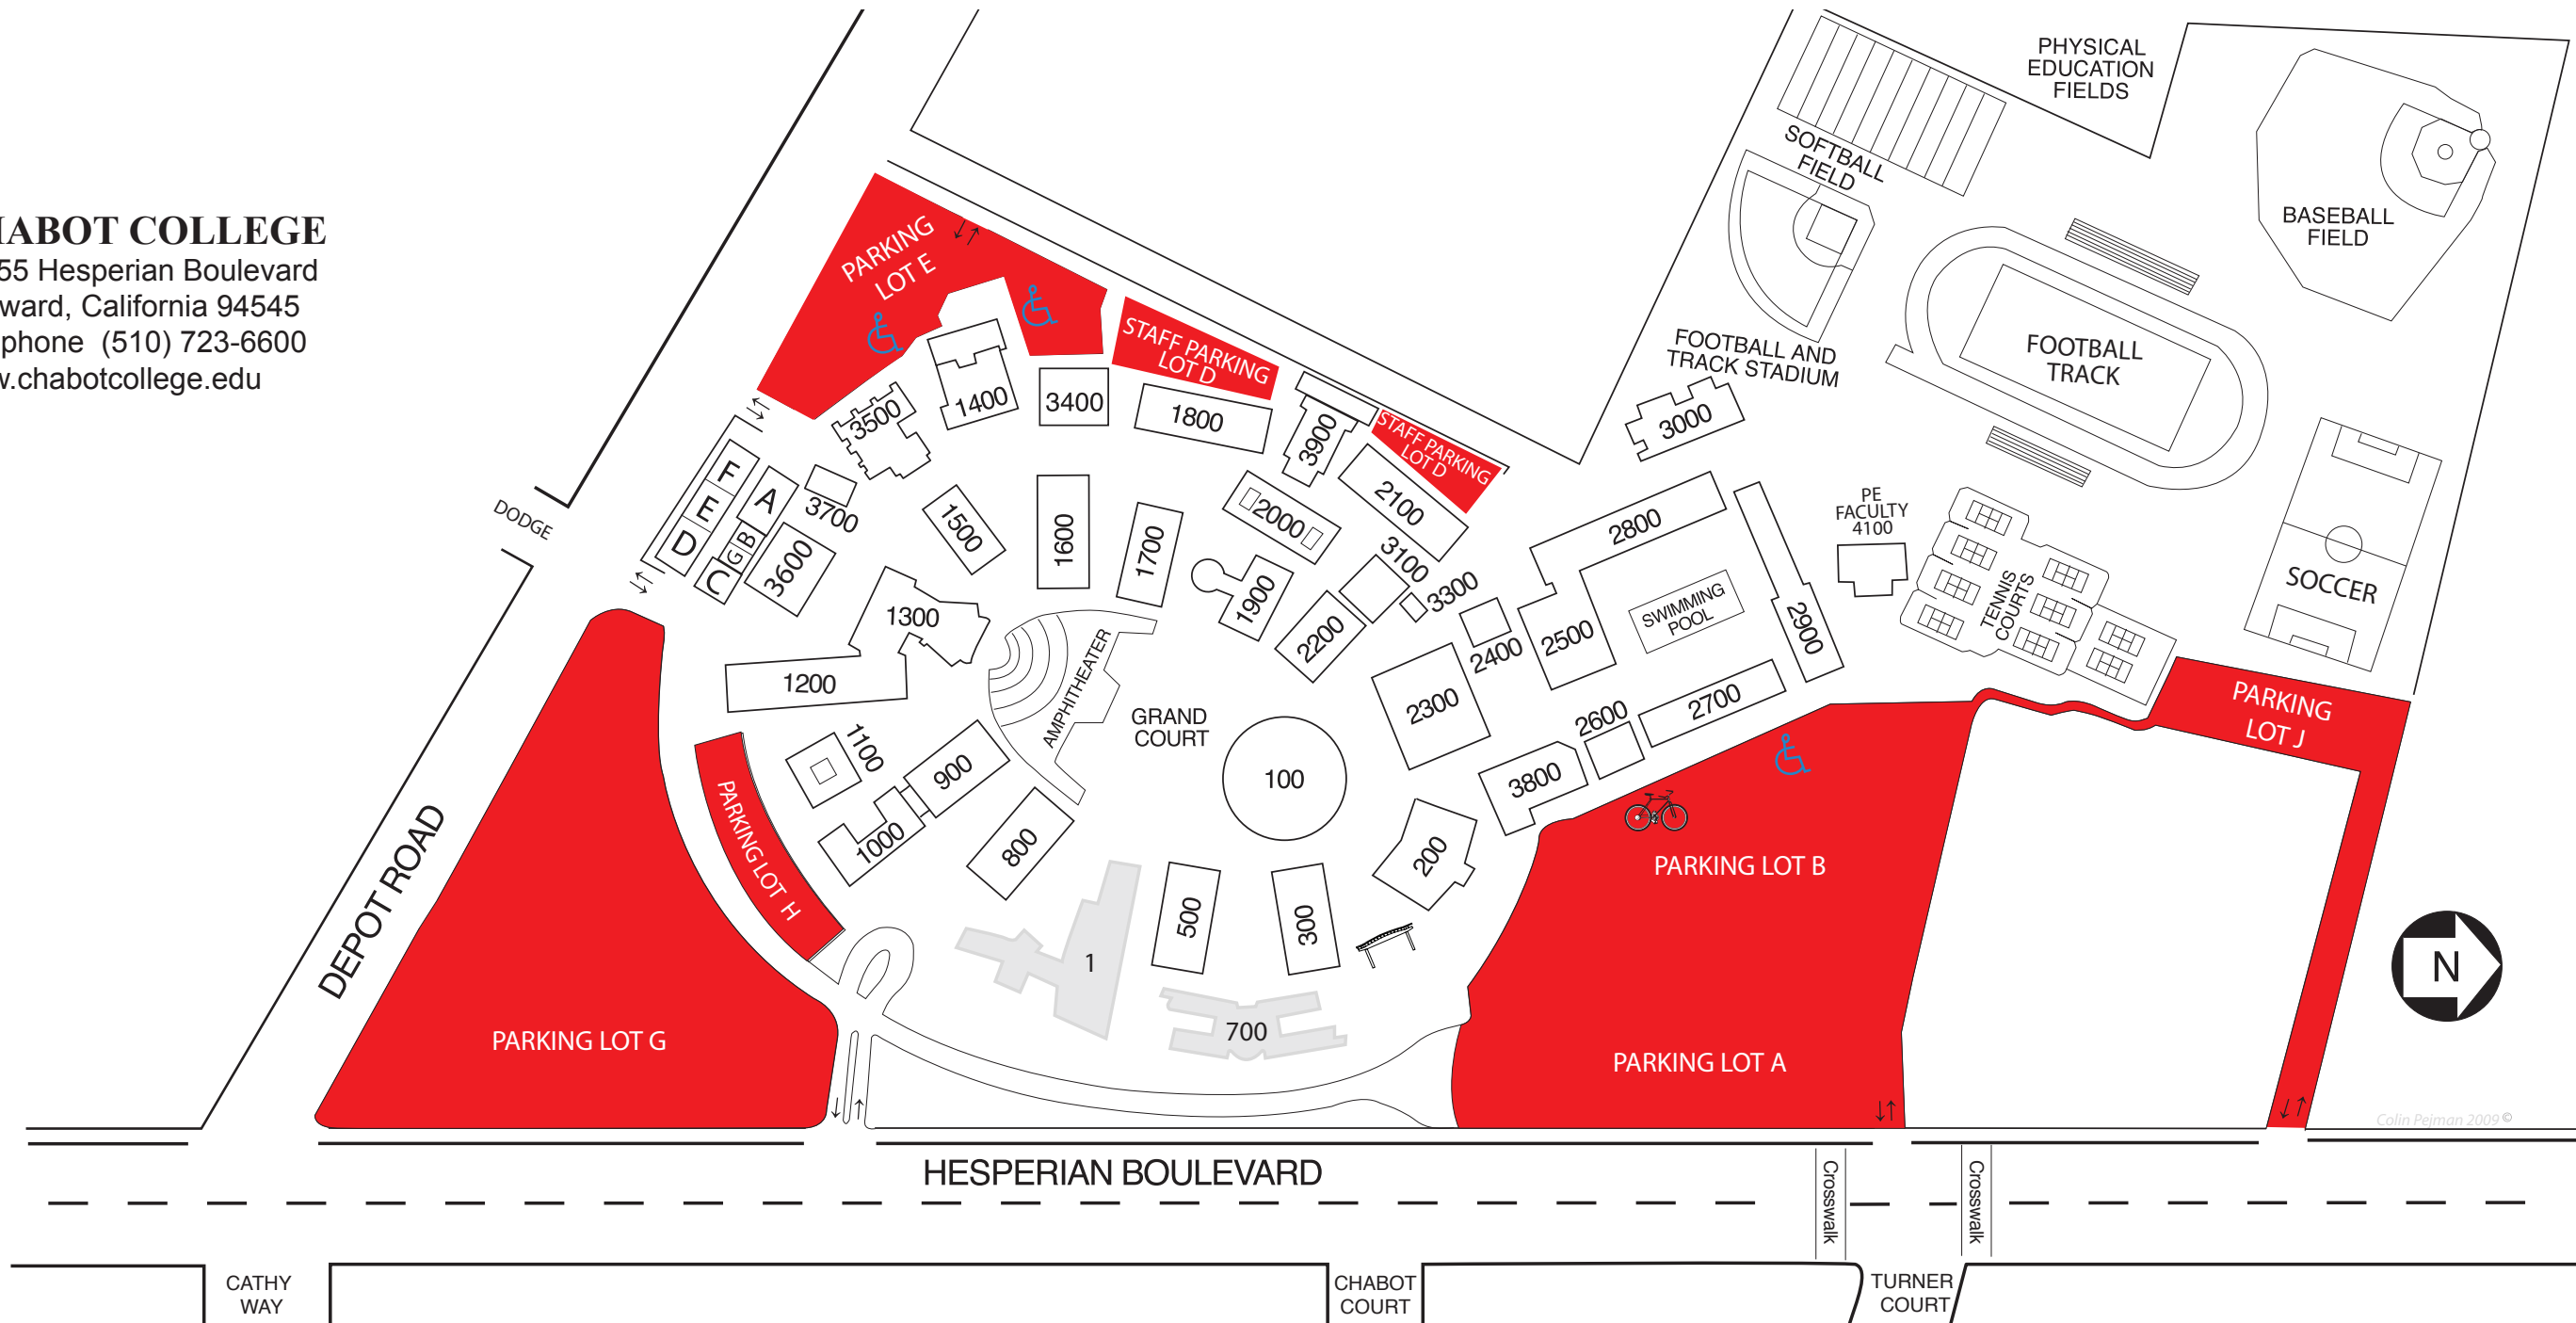 HABOT COLLEGE
55 Hesperian Boulevard
ward, California 94545
phone (510) 723-6600
.chabotcollege.edu
PHYSICAL
EDUCATION
FIELDS
SOFTBALL
FIELD
BASEBALL
FIELD
FOOTBALL AND
TRACK STADIUM
FOOTBALL
TRACK
SOCCER
TENNIS
COURTS
PE
FACULTY
4100
PARKING
LOT E
STAFF PARKING
LOT D
STAFF PARKING
LOT D
3500
1400
3400
1800
3900
2100
3000
F
E
D
A
B
G
C
3700
3600
1500
1600
1700
2000
1900
3100
3300
2200
2800
2400
2500
SWIMMING
POOL
2900
2300
2600
2700
3800
1300
1200
AMPHITHEATER
GRAND
COURT
100
1100
900
1000
800
200
500
300
1
700
DODGE
DEPOT ROAD
PARKING LOT H
PARKING LOT G
PARKING LOT B
PARKING LOT A
PARKING
LOT J
N
Colin Pejman 2009 ©
HESPERIAN BOULEVARD
Crosswalk
Crosswalk
CATHY
WAY
CHABOT
COURT
TURNER
COURT